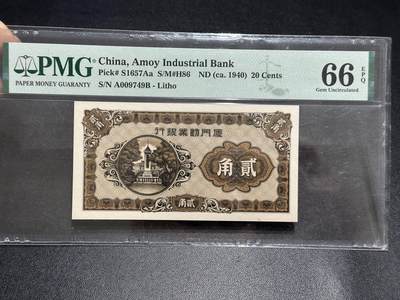 PMG
PAPER MONEY GUARANTY
China, Amoy Industrial Bank
Pick# S1657Aa S/M#H86 ND (ca. 1940) 20 Cents
S/N A009749B - Litho
66 EPQ
Gem Uncirculated
廈門勸業銀行
貳角
貳角